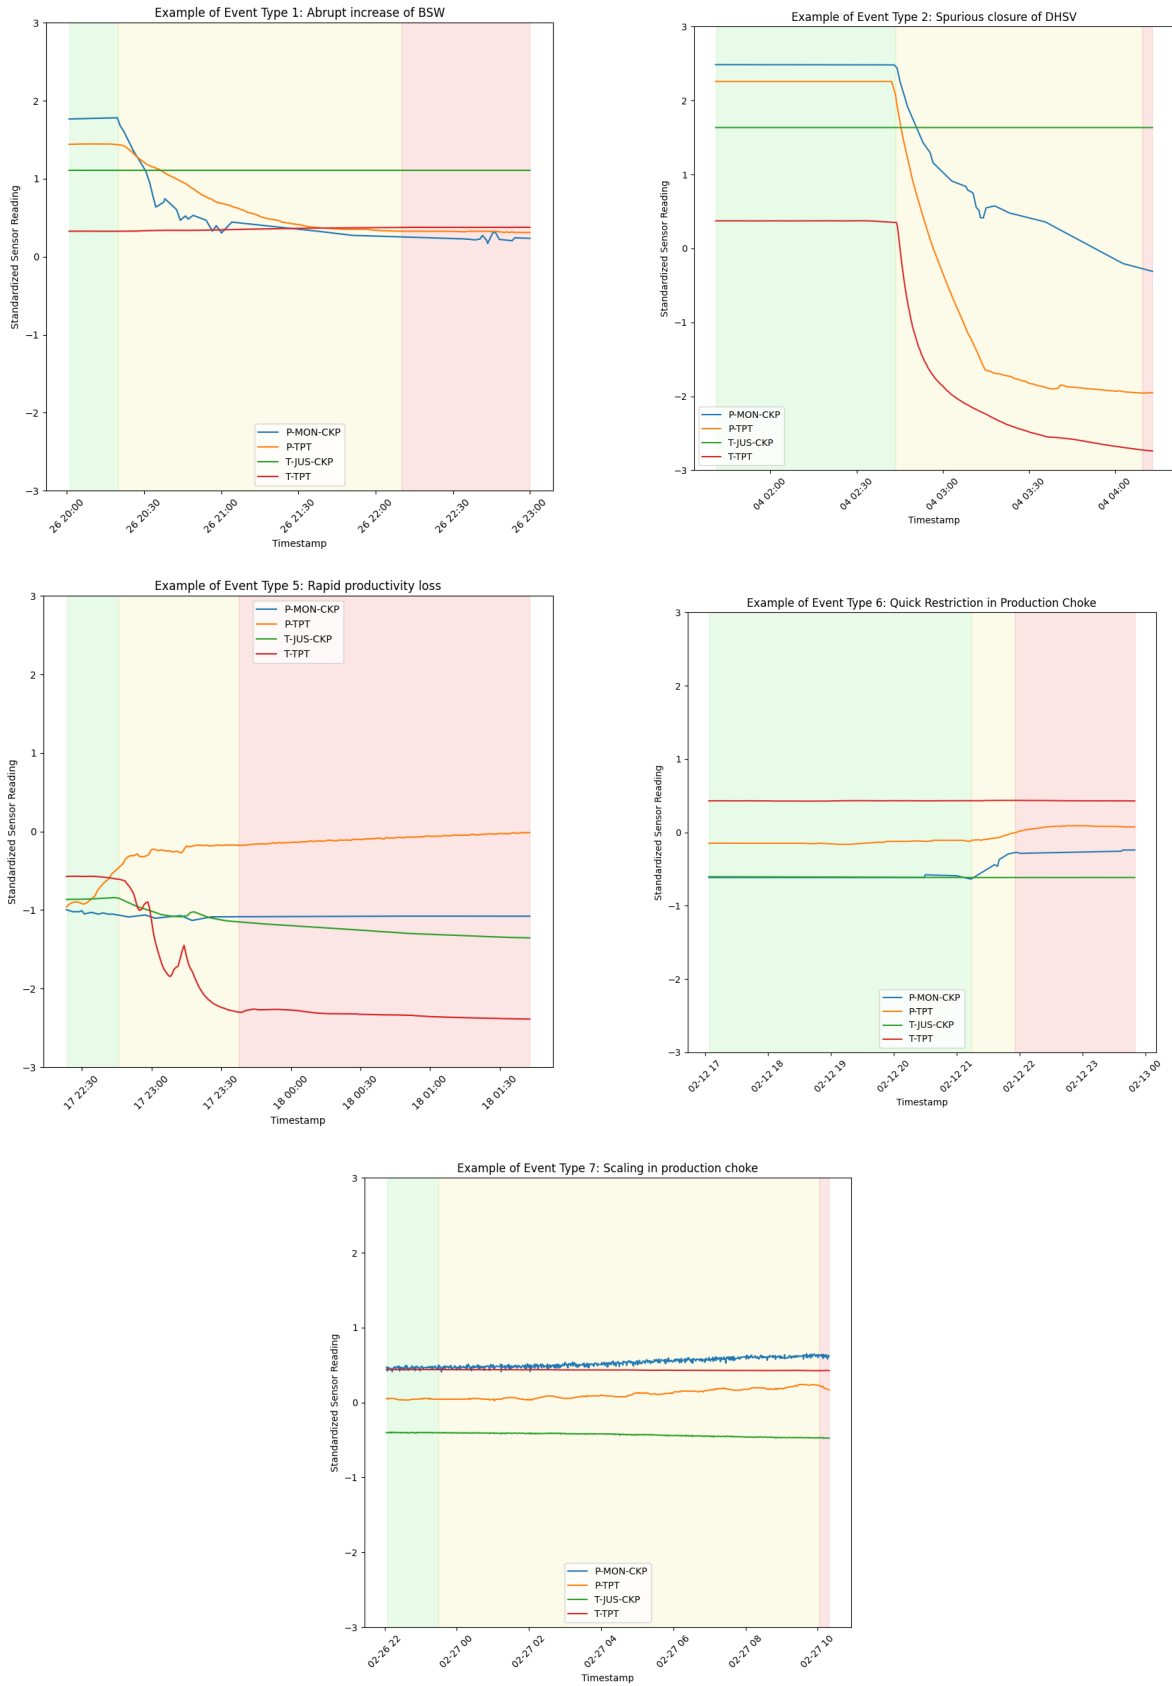 Example of Event Type 1: Abrupt increase of BSW
3
2
1
0
−1
−2
−3
Standardized Sensor Reading
P-MON-CKP
P-TPT
T-JUS-CKP
T-TPT
26 20:00
26 20:30
26 21:00
26 21:30
26 22:00
26 22:30
26 23:00
Timestamp
Example of Event Type 2: Spurious closure of DHSV
3
2
1
0
−1
−2
−3
Standardized Sensor Reading
P-MON-CKP
P-TPT
T-JUS-CKP
T-TPT
04 02:00
04 02:30
04 03:00
04 03:30
04 04:00
Timestamp
Example of Event Type 5: Rapid productivity loss
3
2
1
0
−1
−2
−3
Standardized Sensor Reading
P-MON-CKP
P-TPT
T-JUS-CKP
T-TPT
17 22:30
17 23:00
17 23:30
18 00:00
18 00:30
18 01:00
18 01:30
Timestamp
Example of Event Type 6: Quick Restriction in Production Choke
3
2
1
0
−1
−2
−3
Standardized Sensor Reading
P-MON-CKP
P-TPT
T-JUS-CKP
T-TPT
02-12 17
02-12 18
02-12 19
02-12 20
02-12 21
02-12 22
02-12 23
02-13 00
Timestamp
Example of Event Type 7: Scaling in production choke
3
2
1
0
−1
−2
−3
Standardized Sensor Reading
P-MON-CKP
P-TPT
T-JUS-CKP
T-TPT
02-26 22
02-27 00
02-27 02
02-27 04
02-27 06
02-27 08
02-27 10
Timestamp